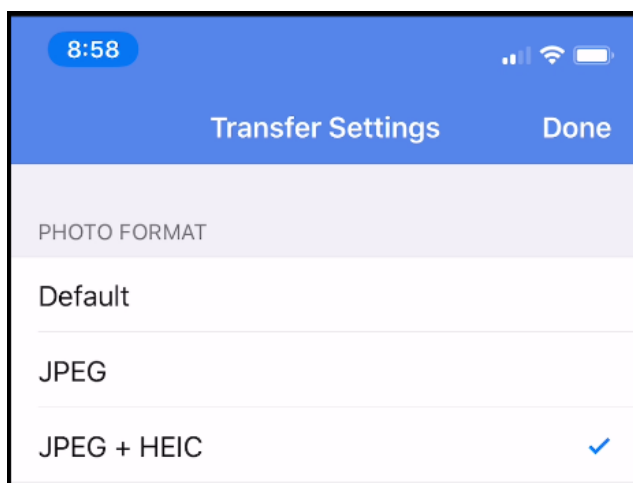 8:58
Transfer Settings Done
PHOTO FORMAT
Default
JPEG
JPEG + HEIC